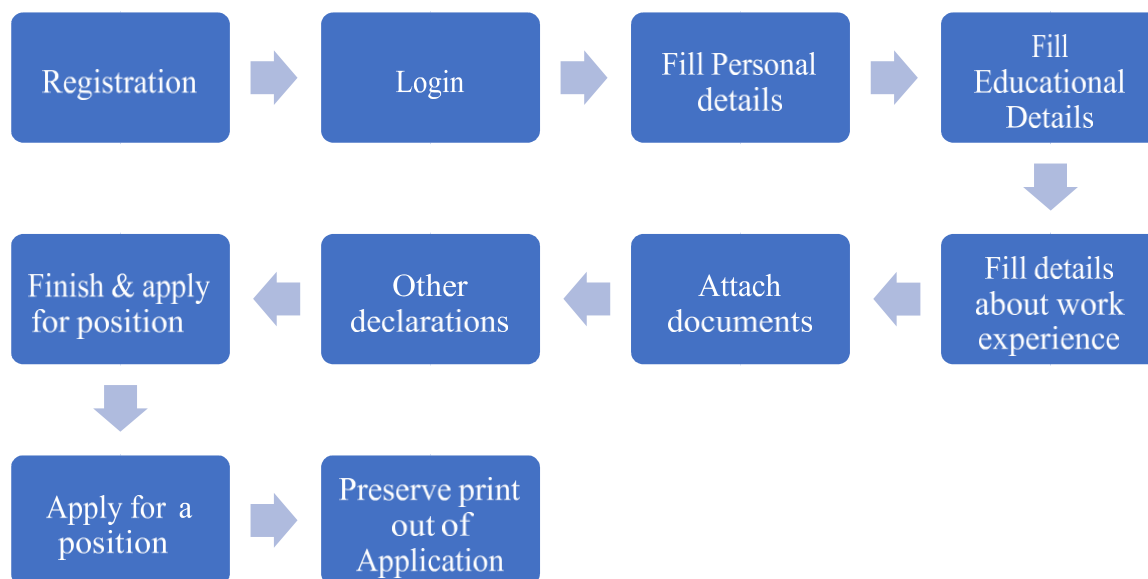 Registration
Login
Fill Personal
details
Fill
Educational
Details
Fill details
about work
experience
Attach
documents
Other
declarations
Finish & apply
for position
Apply for a
position
Preserve print
out of
Application